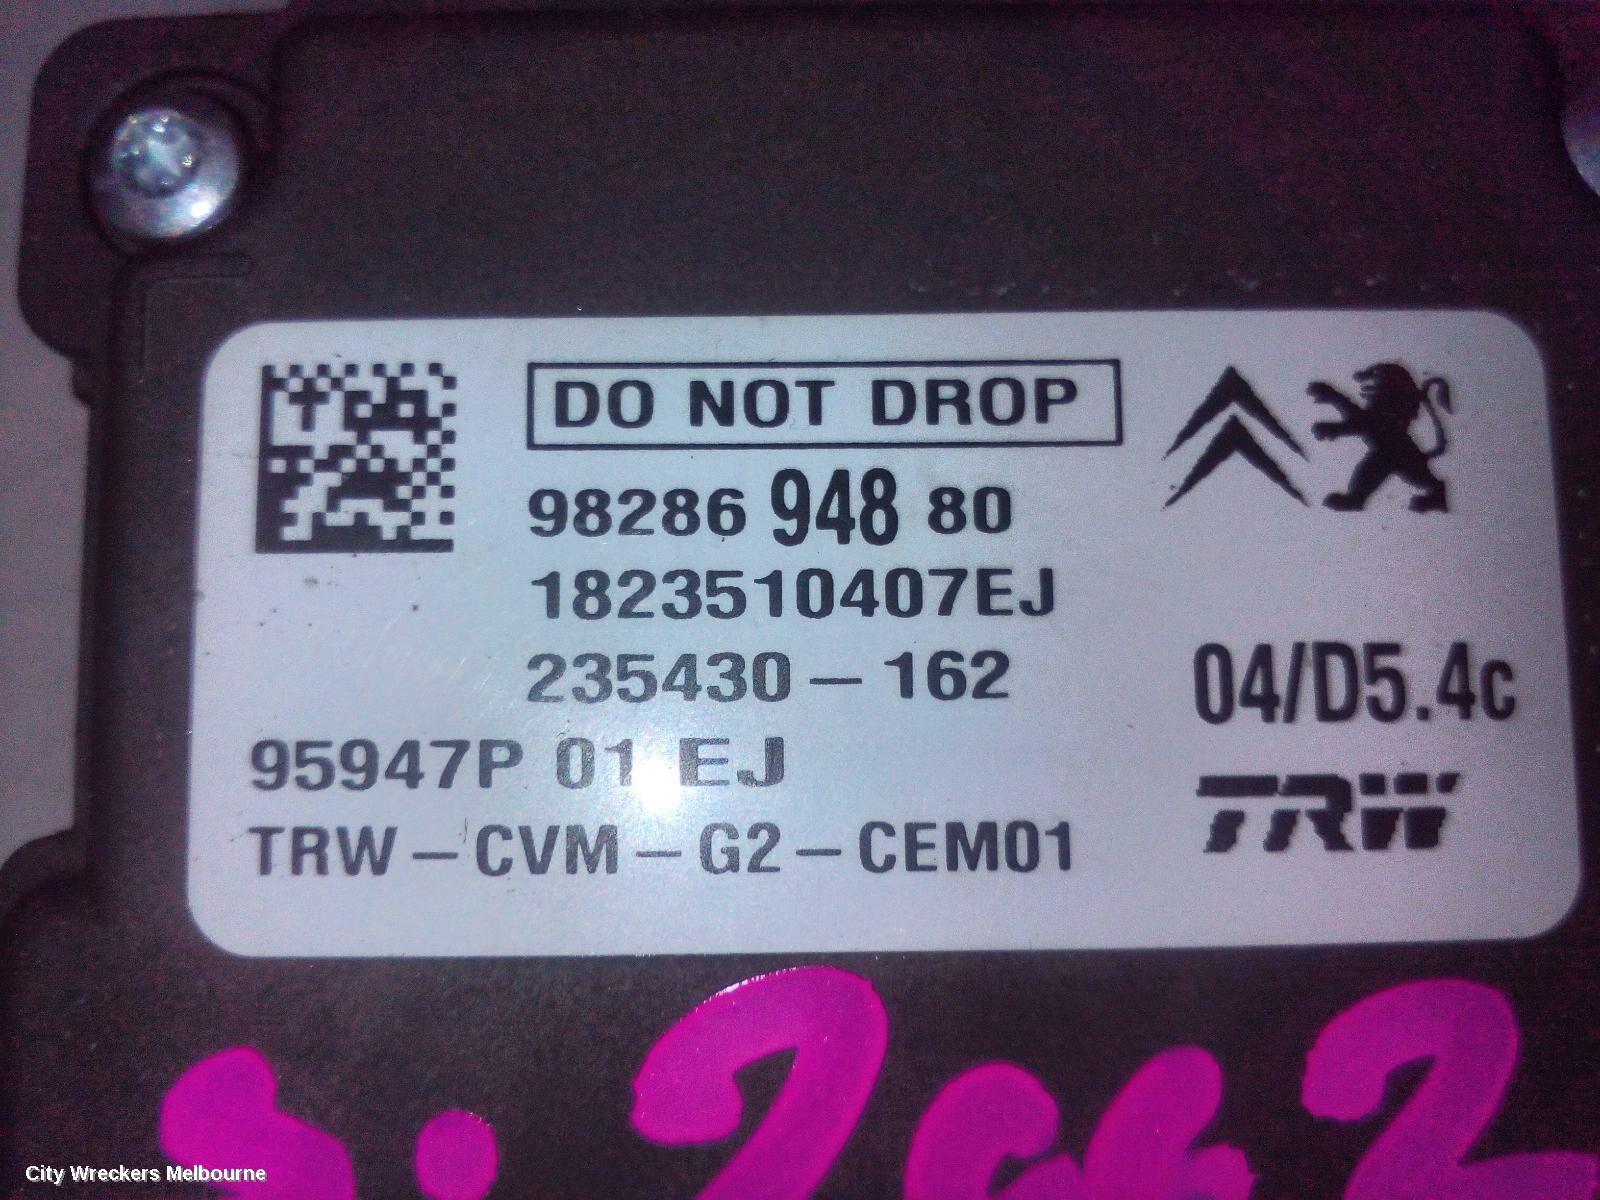 DO NOT DROP
98286 948 80
1823510407EJ
235430-162
04/D5.4c
95947P 01 EJ
TRW-CVM-G2-CEM01
TRW
City Wreckers Melbourne